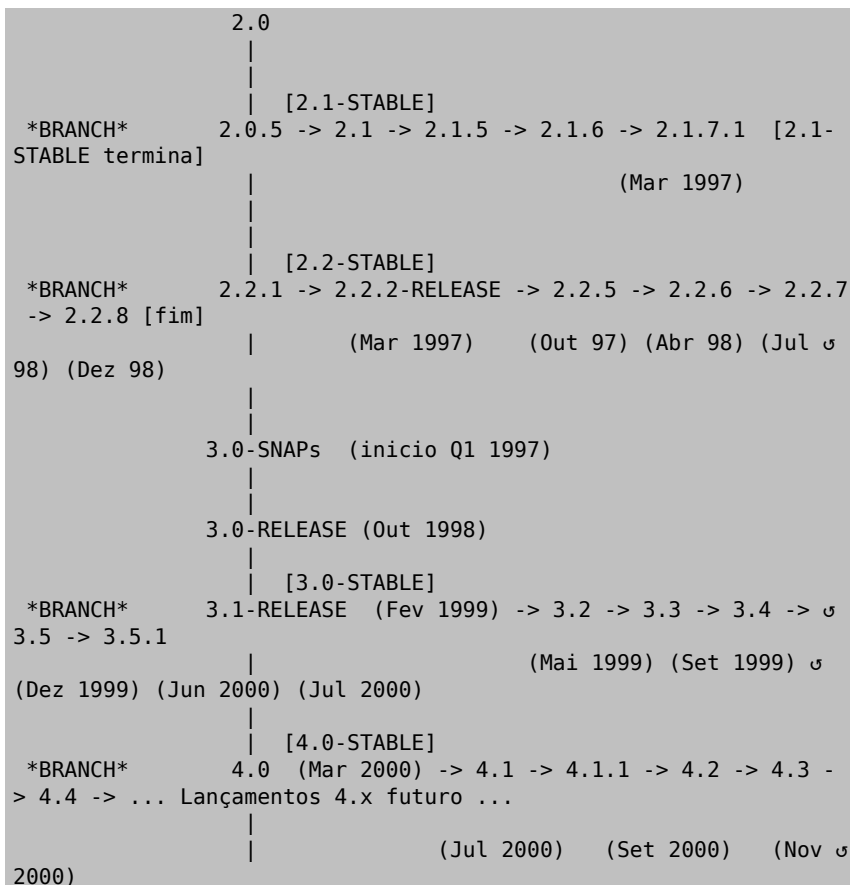 2.0
|
|
| [2.1-STABLE]
*BRANCH* 2.0.5 -> 2.1 -> 2.1.5 -> 2.1.6 -> 2.1.7.1 [2.1-
STABLE termina]
| (Mar 1997)
|
|
| [2.2-STABLE]
*BRANCH* 2.2.1 -> 2.2.2-RELEASE -> 2.2.5 -> 2.2.6 -> 2.2.7
-> 2.2.8 [fim]
| (Mar 1997) (Out 97) (Abr 98) (Jul ↺
98) (Dez 98)
|
|
3.0-SNAPs (inicio Q1 1997)
|
|
3.0-RELEASE (Out 1998)
|
| [3.0-STABLE]
*BRANCH* 3.1-RELEASE (Fev 1999) -> 3.2 -> 3.3 -> 3.4 -> ↺
3.5 -> 3.5.1
| (Mai 1999) (Set 1999) ↺
(Dez 1999) (Jun 2000) (Jul 2000)
|
| [4.0-STABLE]
*BRANCH* 4.0 (Mar 2000) -> 4.1 -> 4.1.1 -> 4.2 -> 4.3 -
> 4.4 -> ... Lançamentos 4.x futuro ...
|
| (Jul 2000) (Set 2000) (Nov ↺
2000)